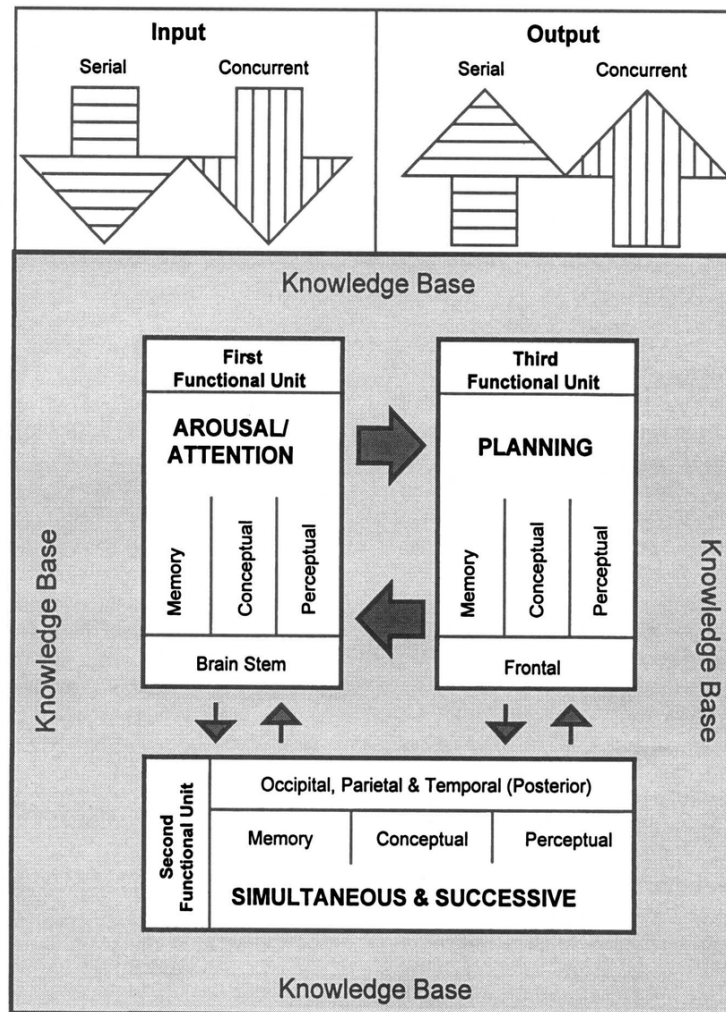 Input
Serial
Concurrent
Output
Serial
Concurrent
Knowledge Base
First
Functional Unit
AROUSAL/
ATTENTION
Memory
Conceptual
Perceptual
Brain Stem
Third
Functional Unit
PLANNING
Memory
Conceptual
Perceptual
Frontal
Knowledge Base
Knowledge Base
Second
Functional Unit
Occipital, Parietal & Temporal (Posterior)
Memory
Conceptual
Perceptual
SIMULTANEOUS & SUCCESSIVE
Knowledge Base